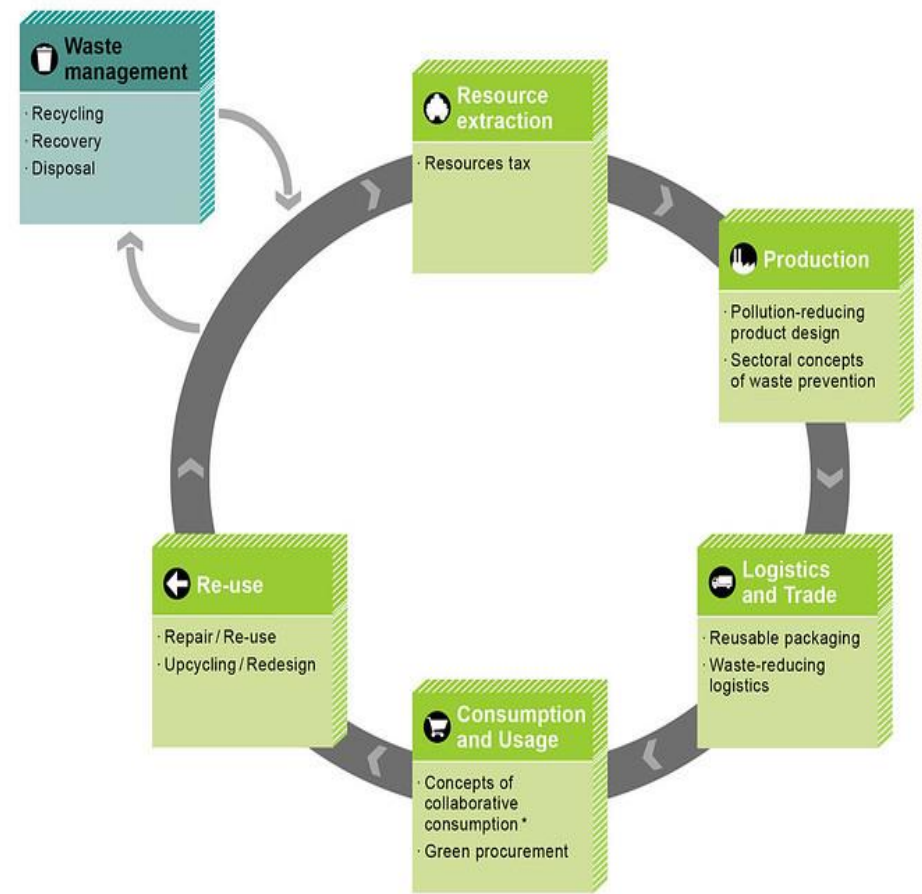 Waste
management
· Recycling
· Recovery
· Disposal
Resource
extraction
· Resources tax
Production
· Pollution-reducing
product design
· Sectoral concepts
of waste prevention
Logistics
and Trade
· Reusable packaging
· Waste-reducing
logistics
Consumption
and Usage
· Concepts of
collaborative
consumption *
· Green procurement
Re-use
· Repair / Re-use
· Upcycling / Redesign